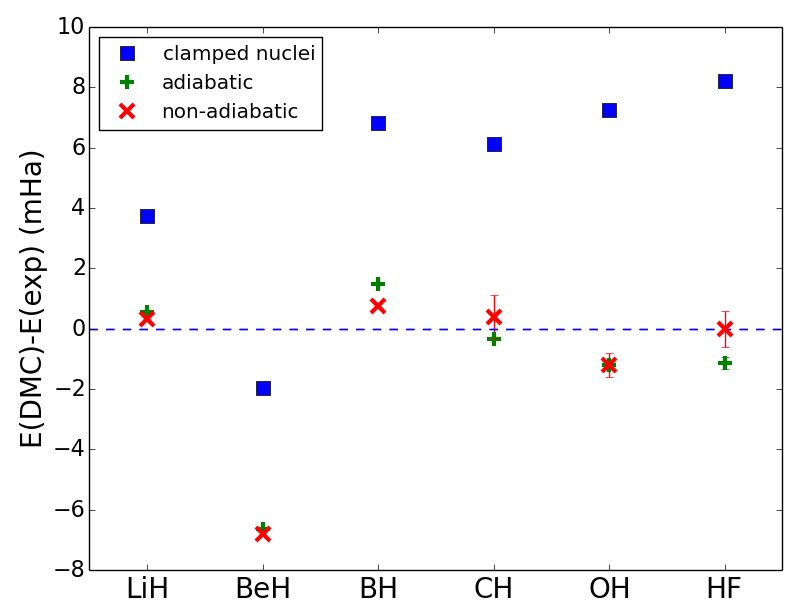 10
8
6
4
2
0
−2
−4
−6
−8
E(DMC)-E(exp) (mHa)
clamped nuclei
adiabatic
non-adiabatic
LiH BeH BH CH OH HF